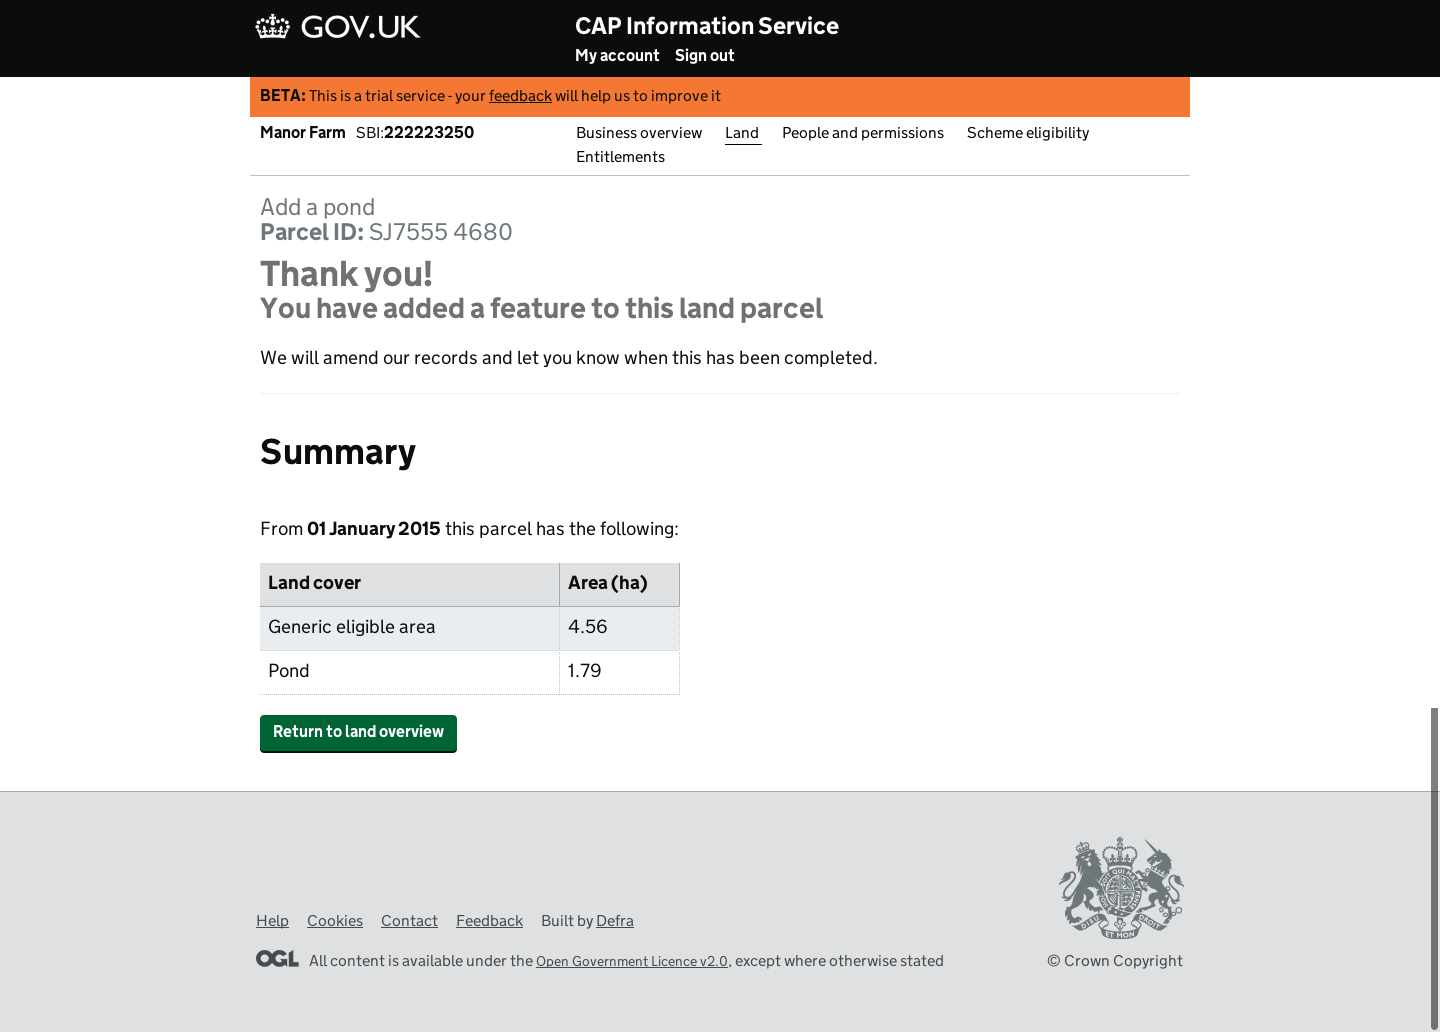 GOV.UK
CAP Information Service
My account Sign out
BETA: This is a trial service - your feedback will help us to improve it
Manor Farm SBI:222223250
Business overview Land People and permissions Scheme eligibility
Entitlements
Add a pond
Parcel ID: SJ7555 4680
Thank you!
You have added a feature to this land parcel
We will amend our records and let you know when this has been completed.
Summary
From 01 January 2015 this parcel has the following:
Land cover Area (ha)
Generic eligible area 4.56
Pond 1.79
Return to land overview
Help Cookies Contact Feedback Built by Defra
OGL All content is available under the Open Government Licence v2.0, except where otherwise stated
DIEU ET MON DROIT
© Crown Copyright